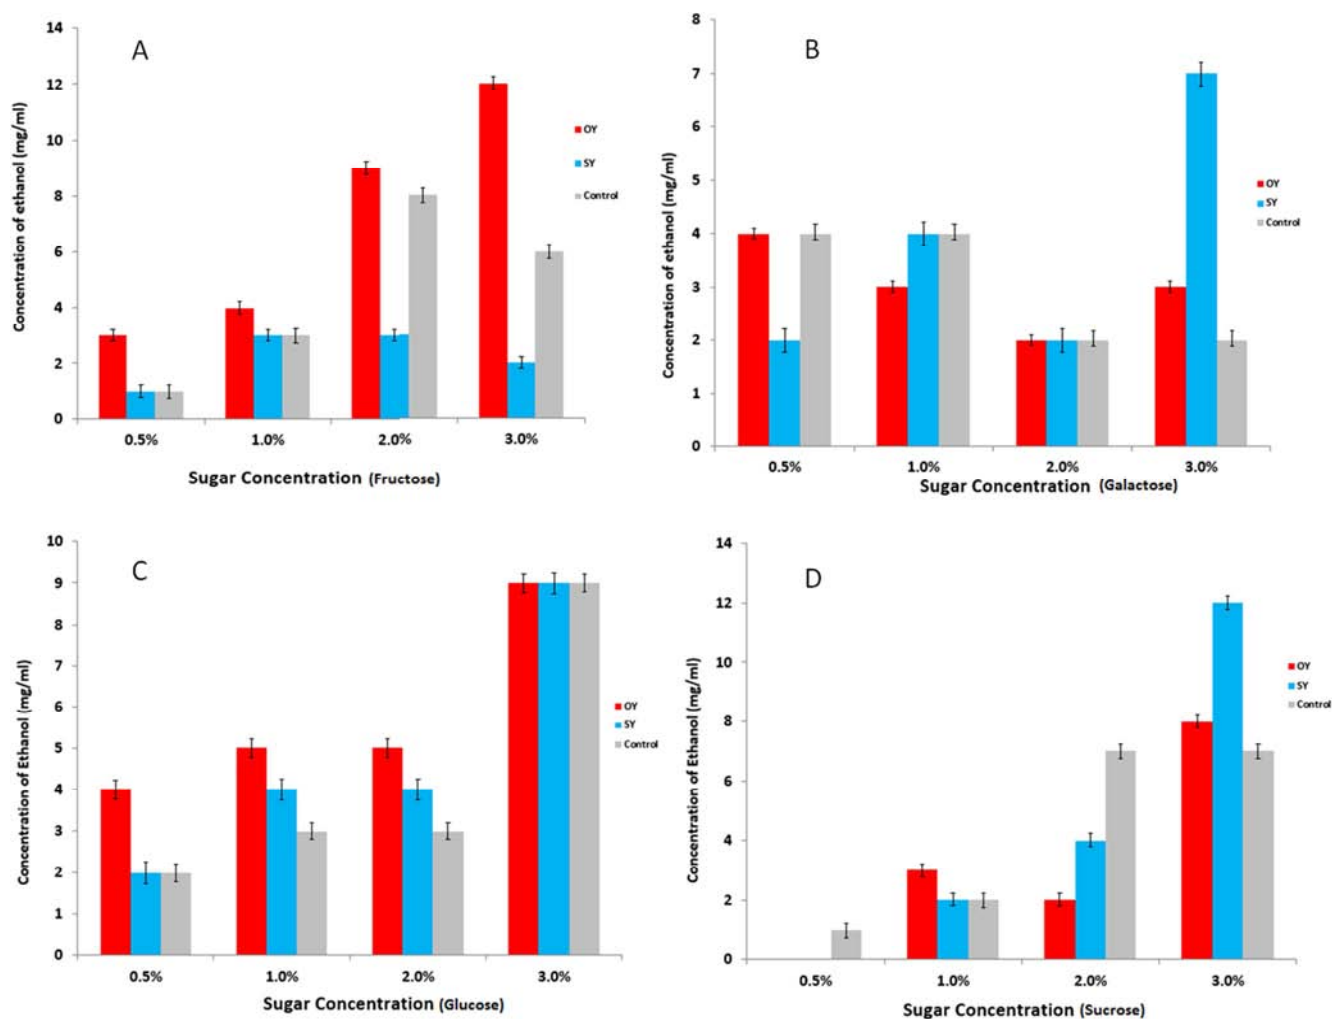 A
Concentration of ethanol (mg/ml)
14
12
10
8
6
4
2
0
OY
SY
Control
0.5% 1.0% 2.0% 3.0%
Sugar Concentration (Fructose)
B
Concentration of ethanol (mg/ml)
8
7
6
5
4
3
2
1
0
OY
SY
Control
0.5% 1.0% 2.0% 3.0%
Sugar Concentration (Galactose)
C
Concentration of Ethanol (mg/ml)
10
9
8
7
6
5
4
3
2
1
0
OY
SY
Control
0.5% 1.0% 2.0% 3.0%
Sugar Concentration (Glucose)
D
Concentration of Ethanol (mg/ml)
14
12
10
8
6
4
2
0
OY
SY
Control
0.5% 1.0% 2.0% 3.0%
Sugar Concentration (Sucrose)